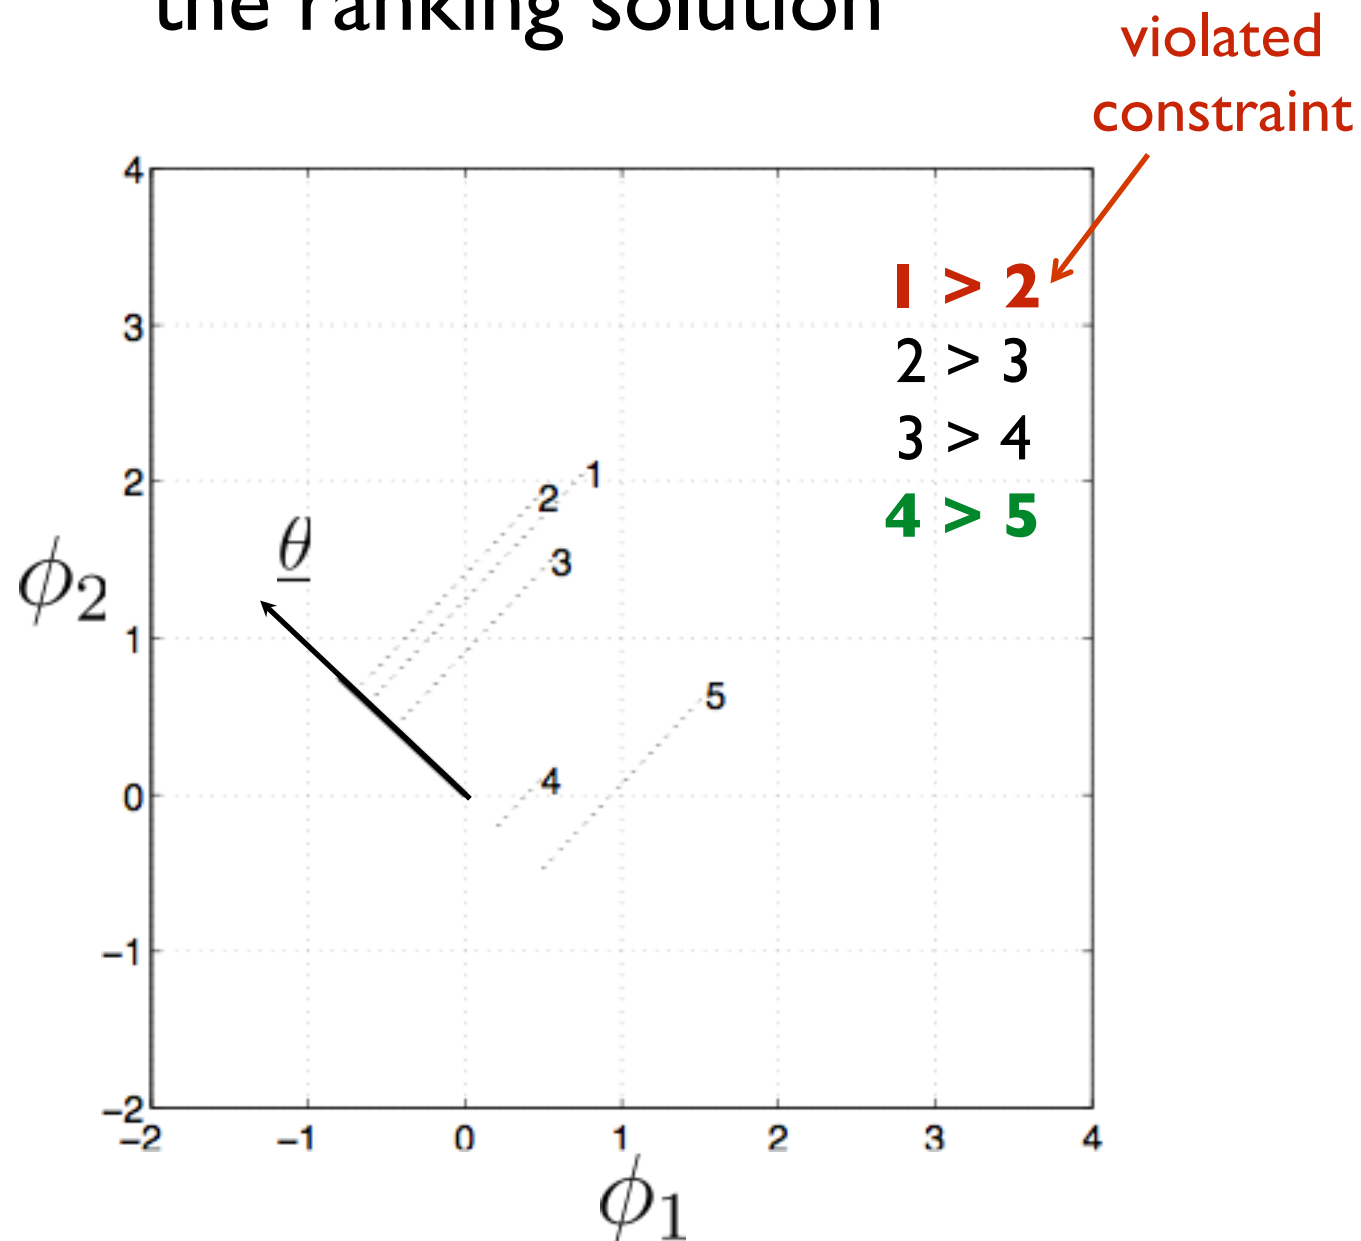 the ranking solution
violated
constraint
4
1 > 2
3
2 > 3
3 > 4
2
1
2
4 > 5
θ
3
ϕ2
1
5
4
0
−1
−2
−2 −1 0 1 2 3 4
ϕ1